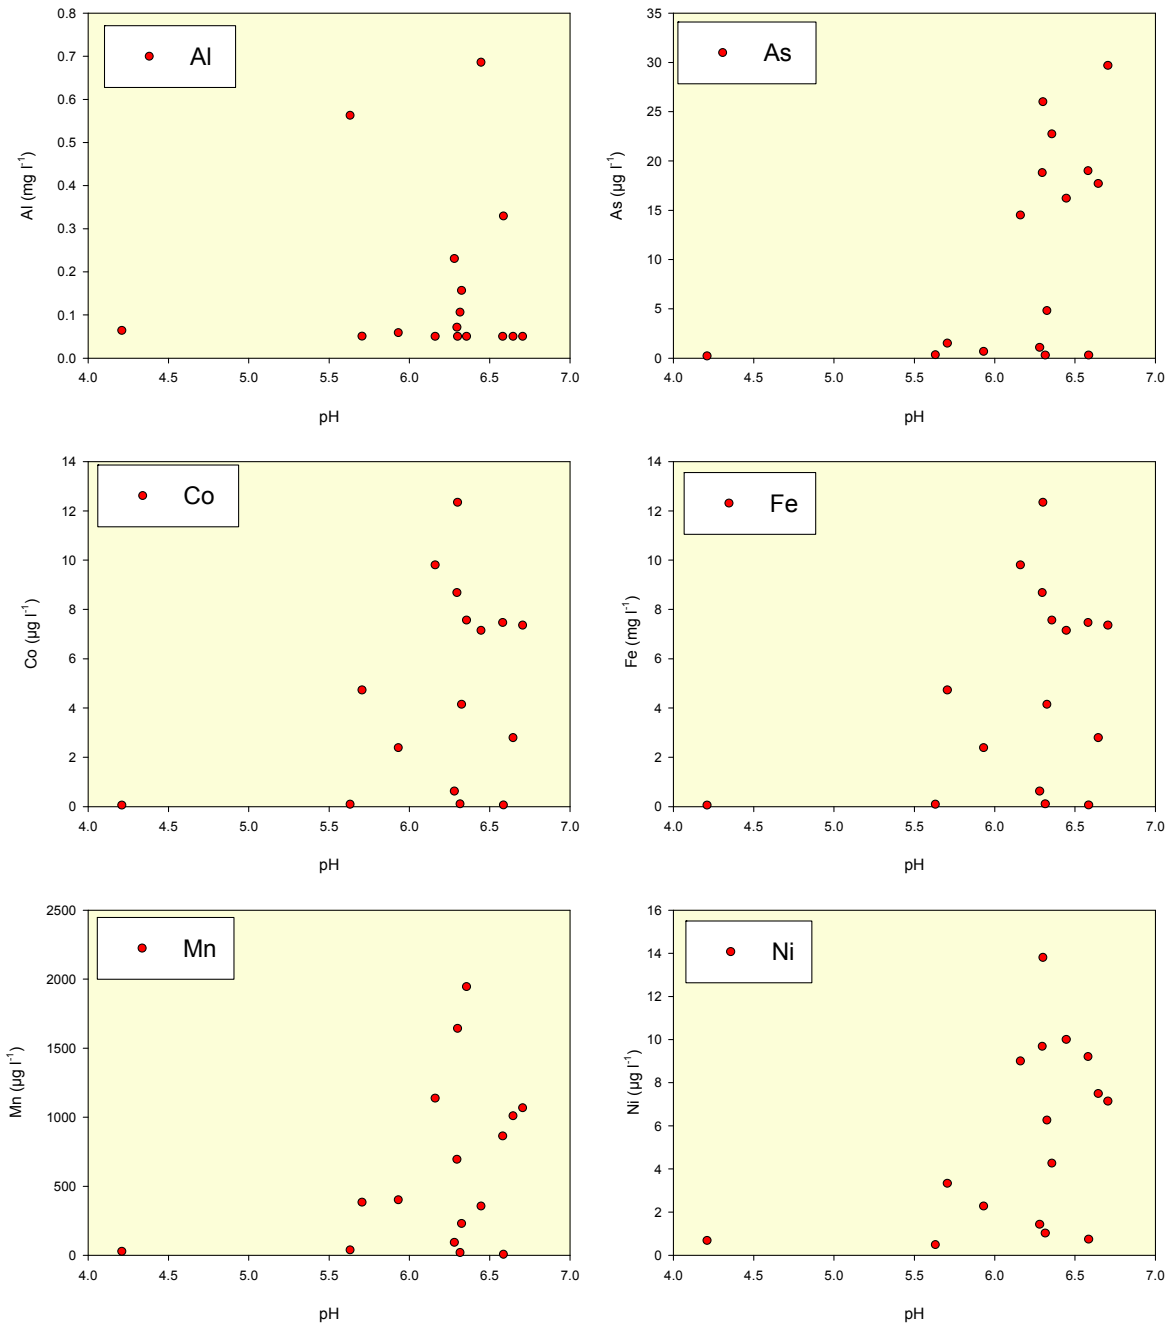 0.8
0.7
0.6
0.5
0.4
0.3
0.2
0.1
0.0
Al (mg l⁻¹)
Al
4.0 4.5 5.0 5.5 6.0 6.5 7.0
pH
35
30
25
20
15
10
5
0
As (µg l⁻¹)
As
4.0 4.5 5.0 5.5 6.0 6.5 7.0
pH
14
12
10
8
6
4
2
0
Co (µg l⁻¹)
Co
4.0 4.5 5.0 5.5 6.0 6.5 7.0
pH
14
12
10
8
6
4
2
0
Fe (mg l⁻¹)
Fe
4.0 4.5 5.0 5.5 6.0 6.5 7.0
pH
2500
2000
1500
1000
500
0
Mn (µg l⁻¹)
Mn
4.0 4.5 5.0 5.5 6.0 6.5 7.0
pH
16
14
12
10
8
6
4
2
0
Ni (µg l⁻¹)
Ni
4.0 4.5 5.0 5.5 6.0 6.5 7.0
pH